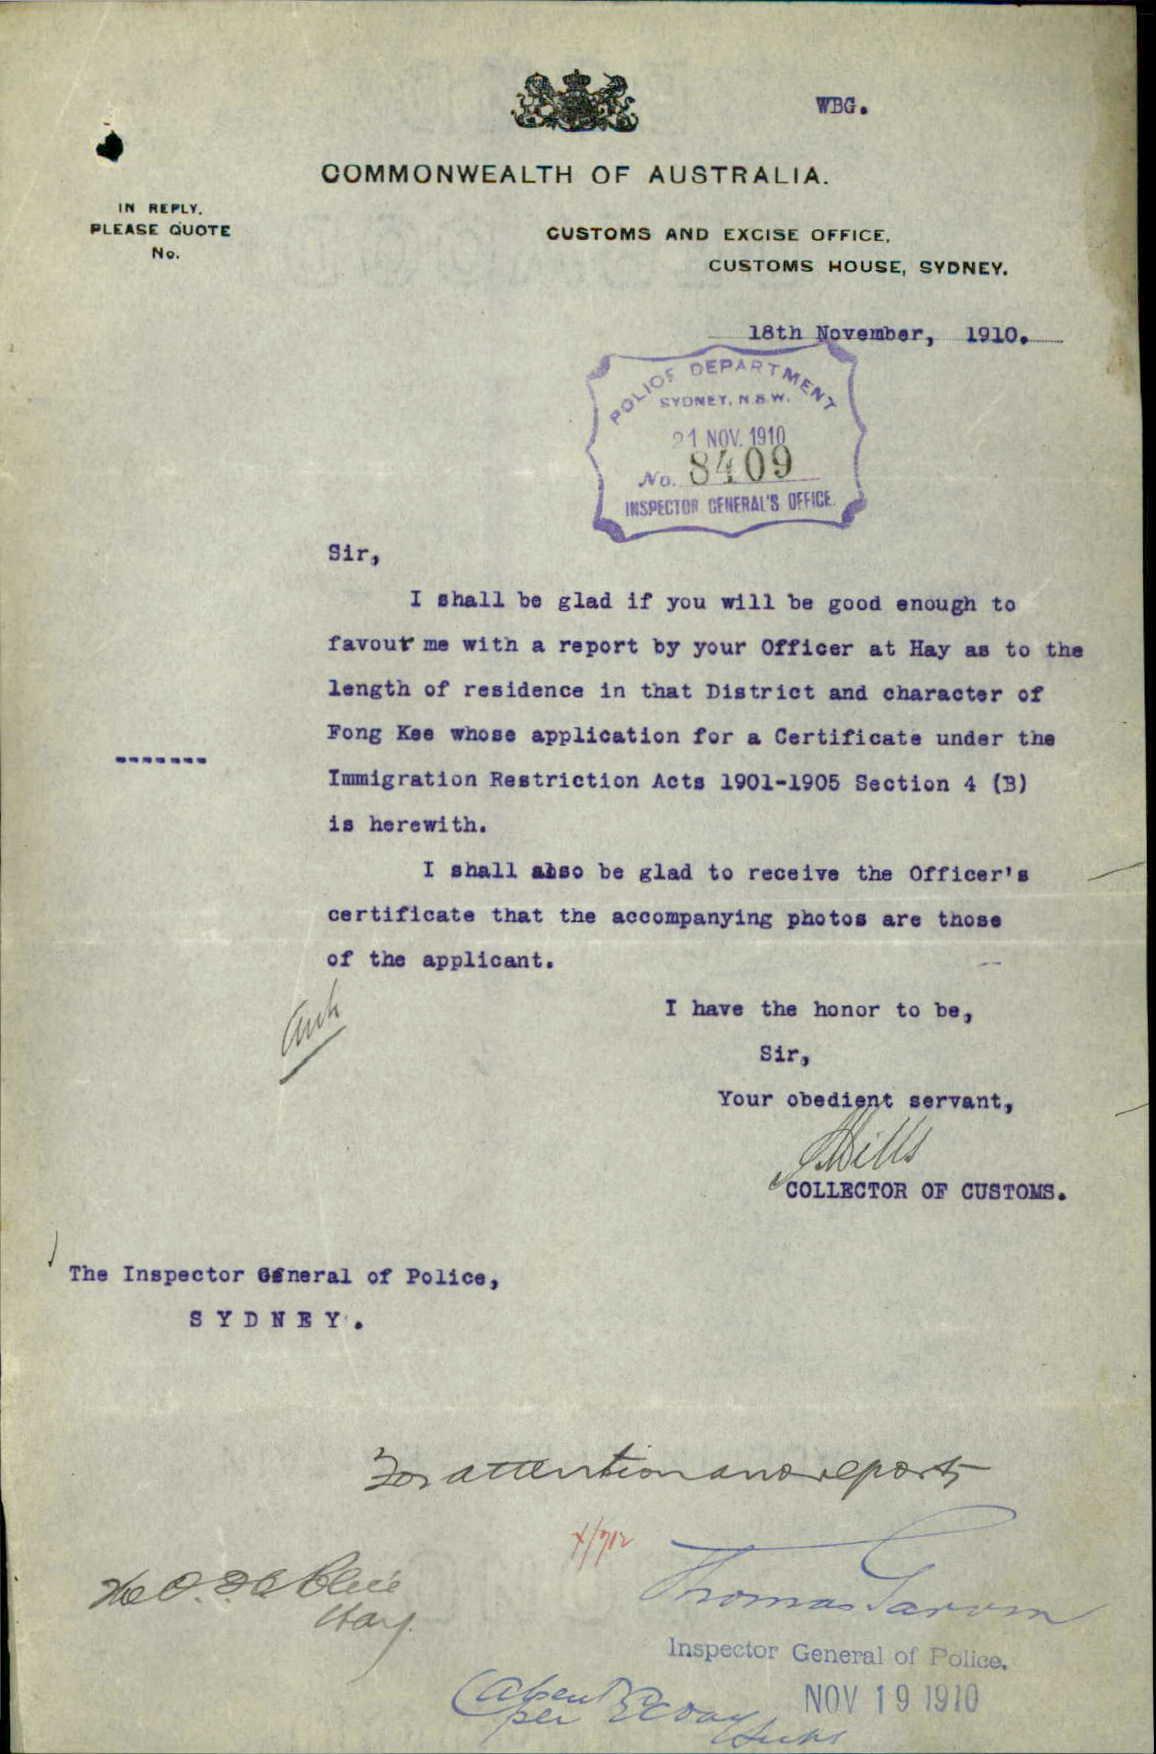 WBG.
COMMONWEALTH OF AUSTRALIA.
IN REPLY,
PLEASE QUOTE
No.
CUSTOMS AND EXCISE OFFICE,
CUSTOMS HOUSE, SYDNEY.
18th November, 1910.
POLICE DEPARTMENT
SYDNEY, N.S.W.
21 NOV. 1910
No. 8409
INSPECTOR GENERAL'S OFFICE.
Sir,
I shall be glad if you will be good enough to
favour me with a report by your Officer at Hay as to the
length of residence in that District and character of
Fong Kee whose application for a Certificate under the
Immigration Restriction Acts 1901-1905 Section 4 (B)
is herewith.
I shall also be glad to receive the Officer's
certificate that the accompanying photos are those
of the applicant.
I have the honor to be,
Sir,
Your obedient servant,
COLLECTOR OF CUSTOMS.
The Inspector General of Police,
SYDNEY.
For attention and report
Thomas Garvin
The O. I/C Police
Hay.
Inspector General of Police.
NOV 19 1910
(Absent
per